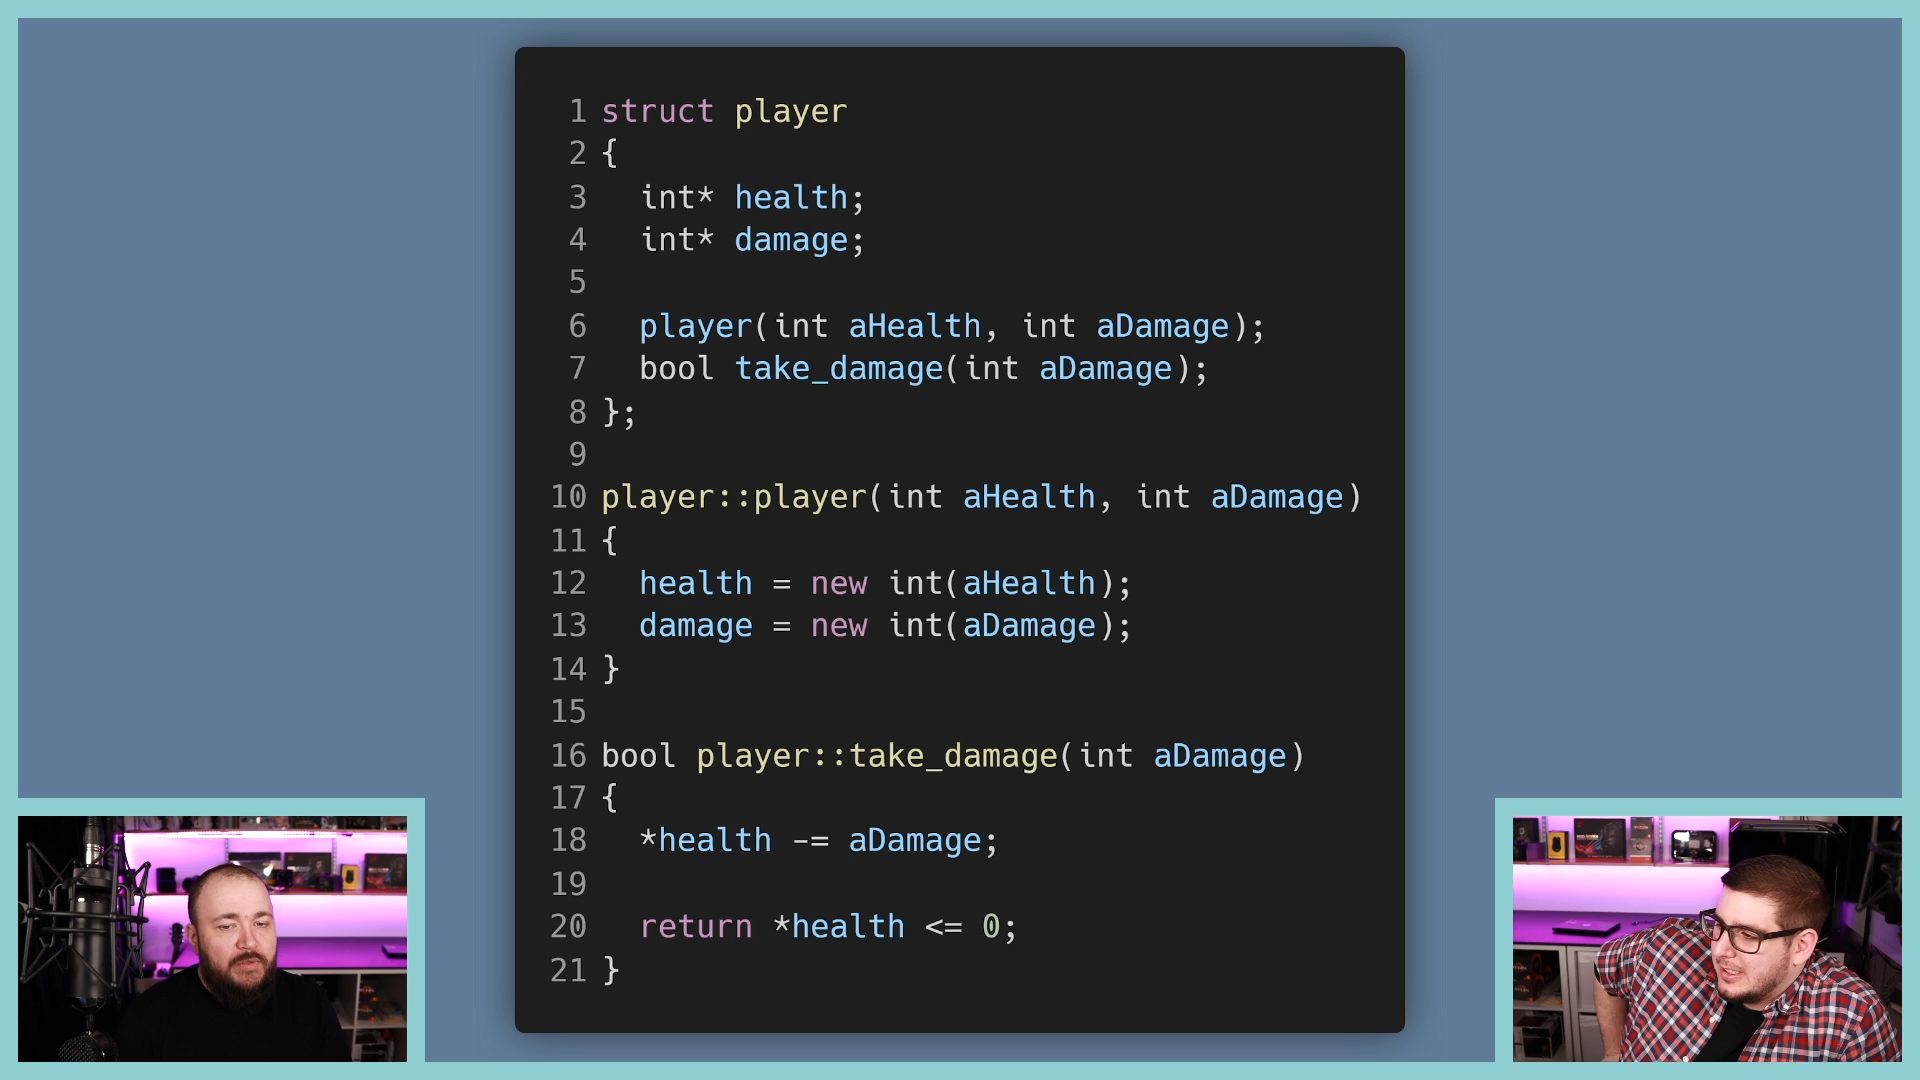 1 struct player
2 {
3   int* health;
4   int* damage;
5
6   player(int aHealth, int aDamage);
7   bool take_damage(int aDamage);
8 };
9
10 player::player(int aHealth, int aDamage)
11 {
12   health = new int(aHealth);
13   damage = new int(aDamage);
14 }
15
16 bool player::take_damage(int aDamage)
17 {
18   *health -= aDamage;
19
20   return *health <= 0;
21 }